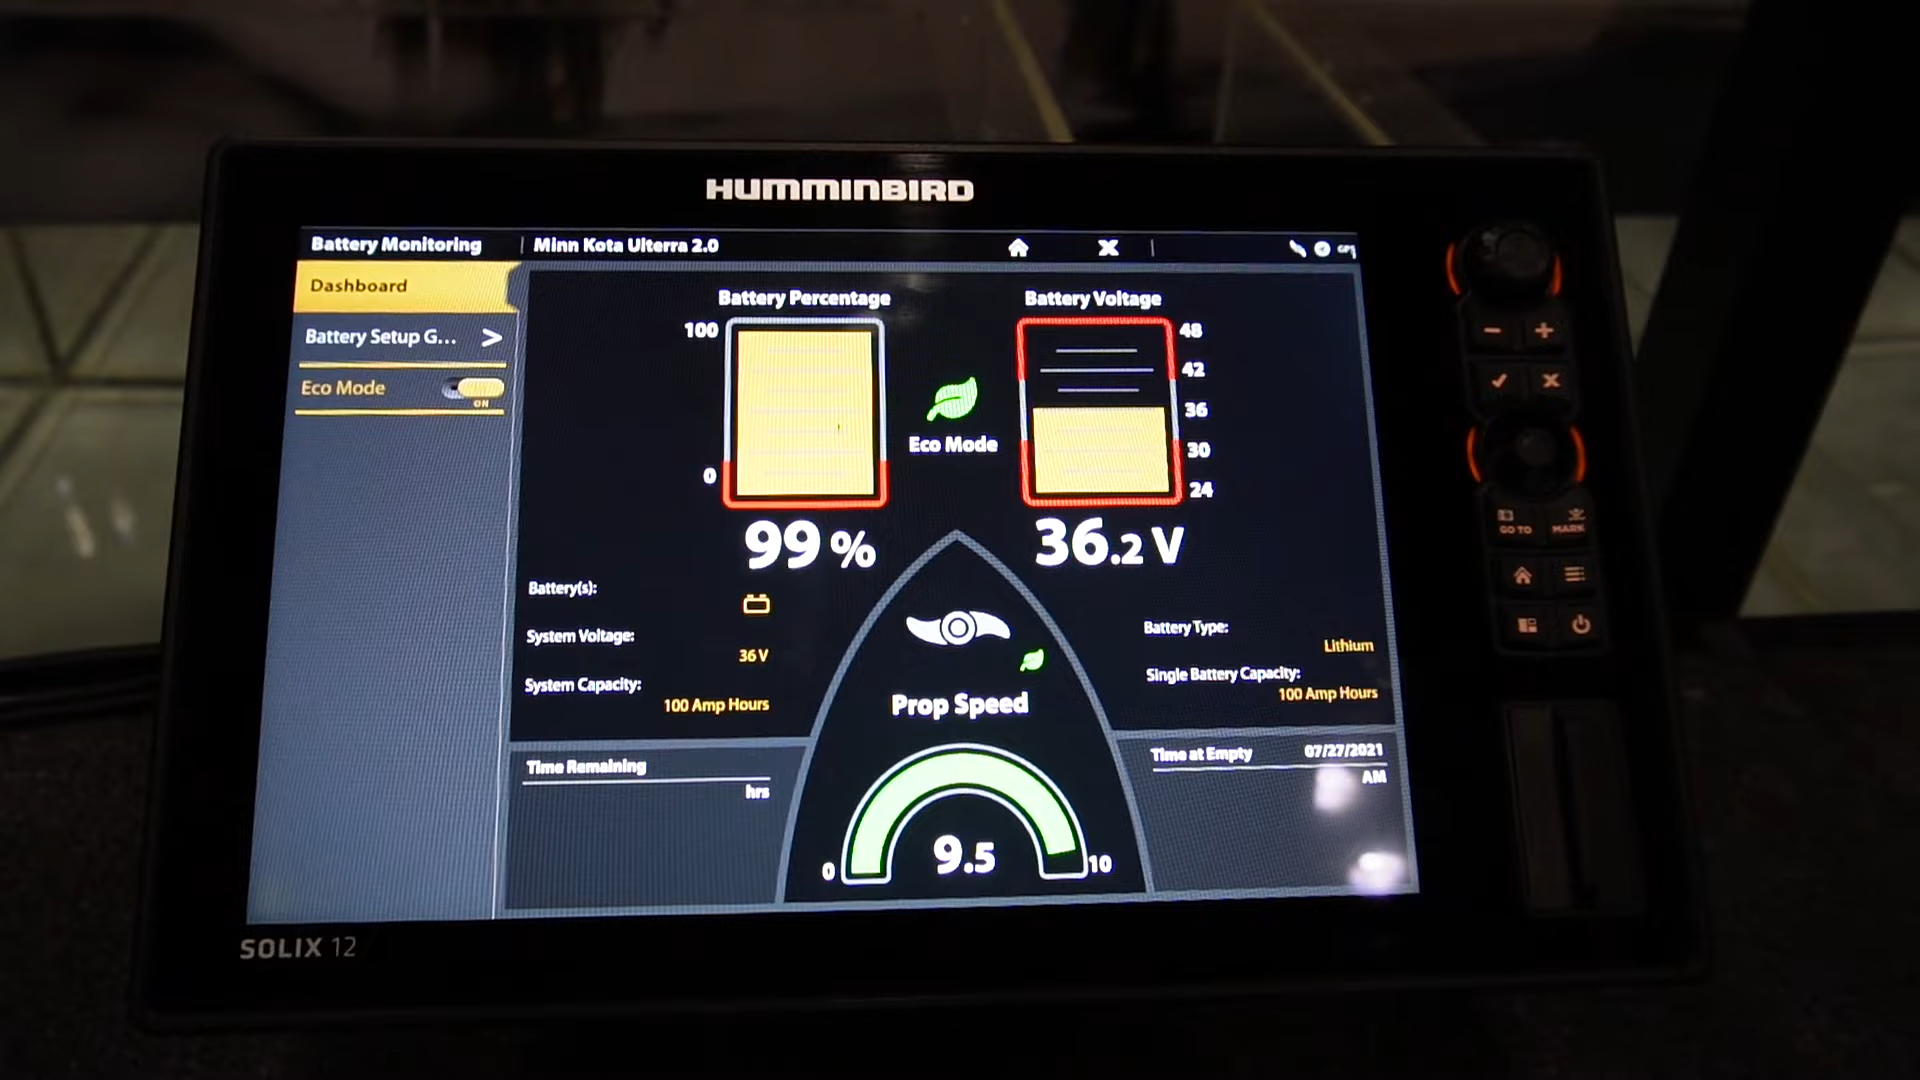 HUMMINBIRD
Battery Monitoring
Minn Kota Ulterra 2.0
Dashboard
Battery Setup G...
Eco Mode
ON
Battery Percentage
100
0
99 %
Eco Mode
Battery Voltage
48
42
36
30
24
36.2 V
Battery(s):
System Voltage:
36 V
System Capacity:
100 Amp Hours
Battery Type:
Lithium
Single Battery Capacity:
100 Amp Hours
Prop Speed
0
9.5
10
Time Remaining
hrs
Time at Empty 07/27/2021
AM
GO TO
MARK
SOLIX 12